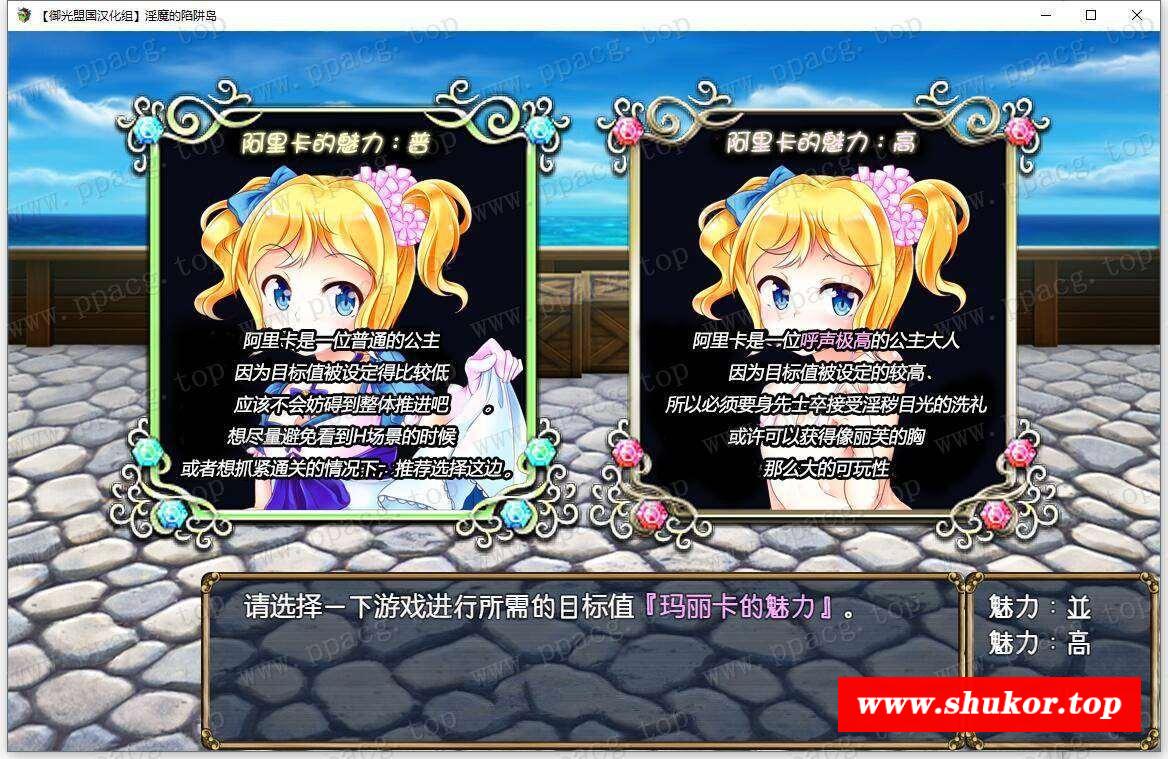 【御光盟国汉化组】淫魔的陷阱岛
阿里卡的魅力：普
阿里卡是一位普通的公主
因为目标值被设定得比较低
应该不会妨碍到整体推进吧 。
想尽量避免看到H场景的时候
或者想抓紧通关的情况下，推荐选择这边。
阿里卡的魅力：高
阿里卡是一位呼声极高的公主大人
因为目标值被设定的较高.
所以必须要身先士卒接受淫秽目光的洗礼
或许可以获得像丽芙的胸
那么大的可玩性
请选择一下游戏进行所需的目标值『玛丽卡的魅力』。
魅力：並
魅力：高
www.shukor.top
www.ppacg.top